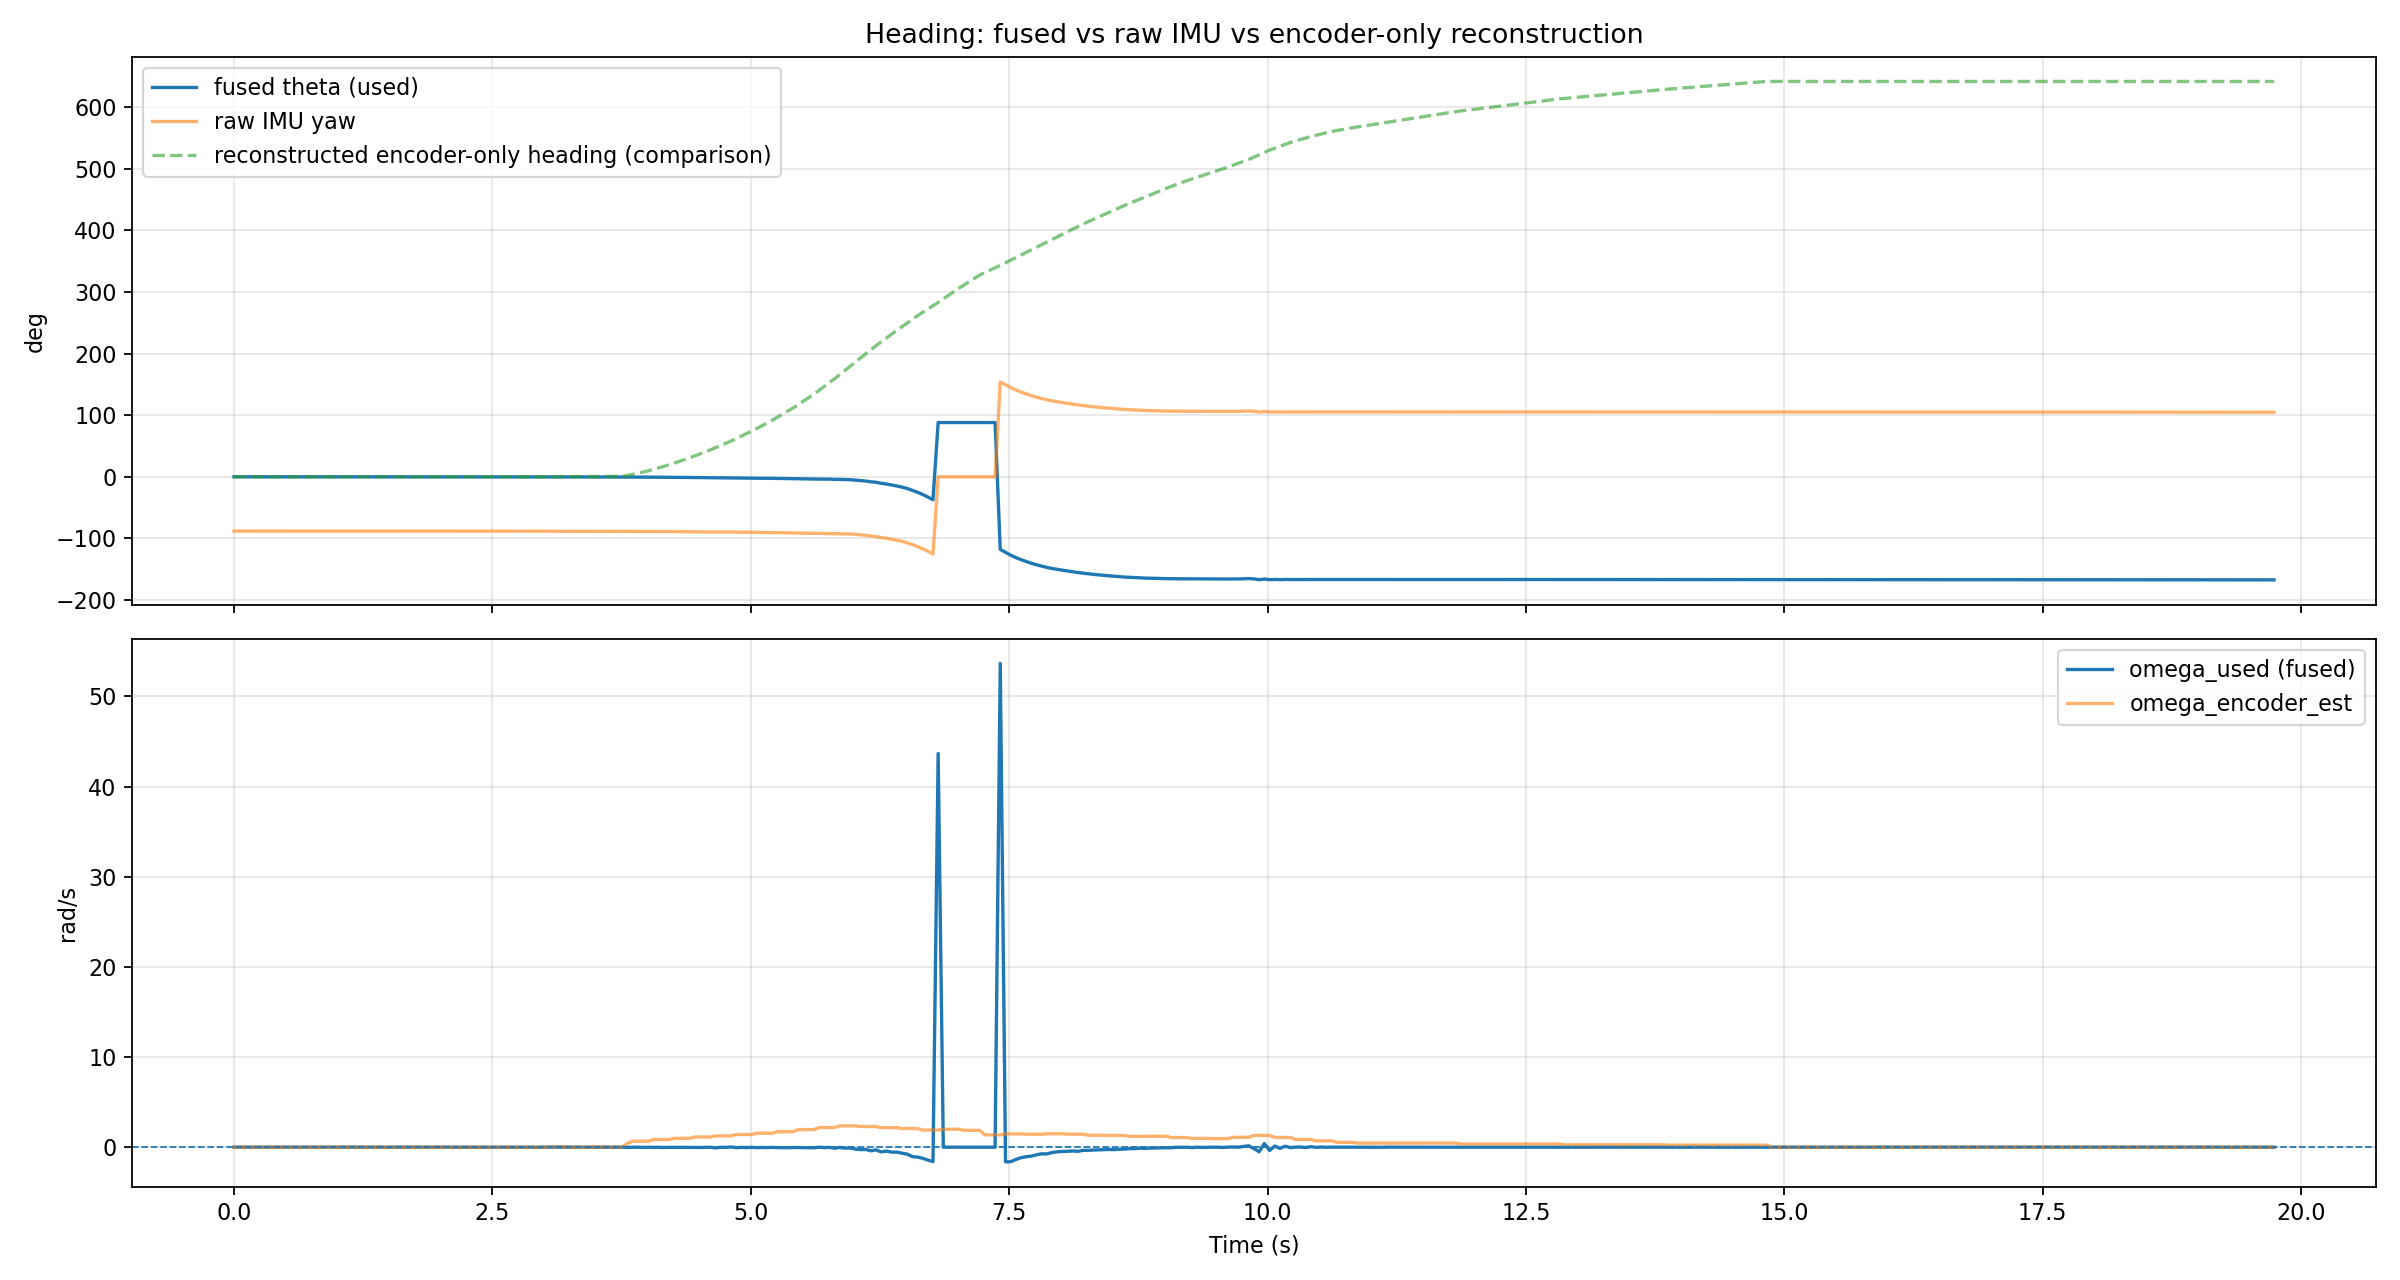 Heading: fused vs raw IMU vs encoder-only reconstruction
fused theta (used)
raw IMU yaw
reconstructed encoder-only heading (comparison)
deg
600
500
400
300
200
100
0
−100
−200
omega_used (fused)
omega_encoder_est
rad/s
50
40
30
20
10
0
0.0 2.5 5.0 7.5 10.0 12.5 15.0 17.5 20.0
Time (s)